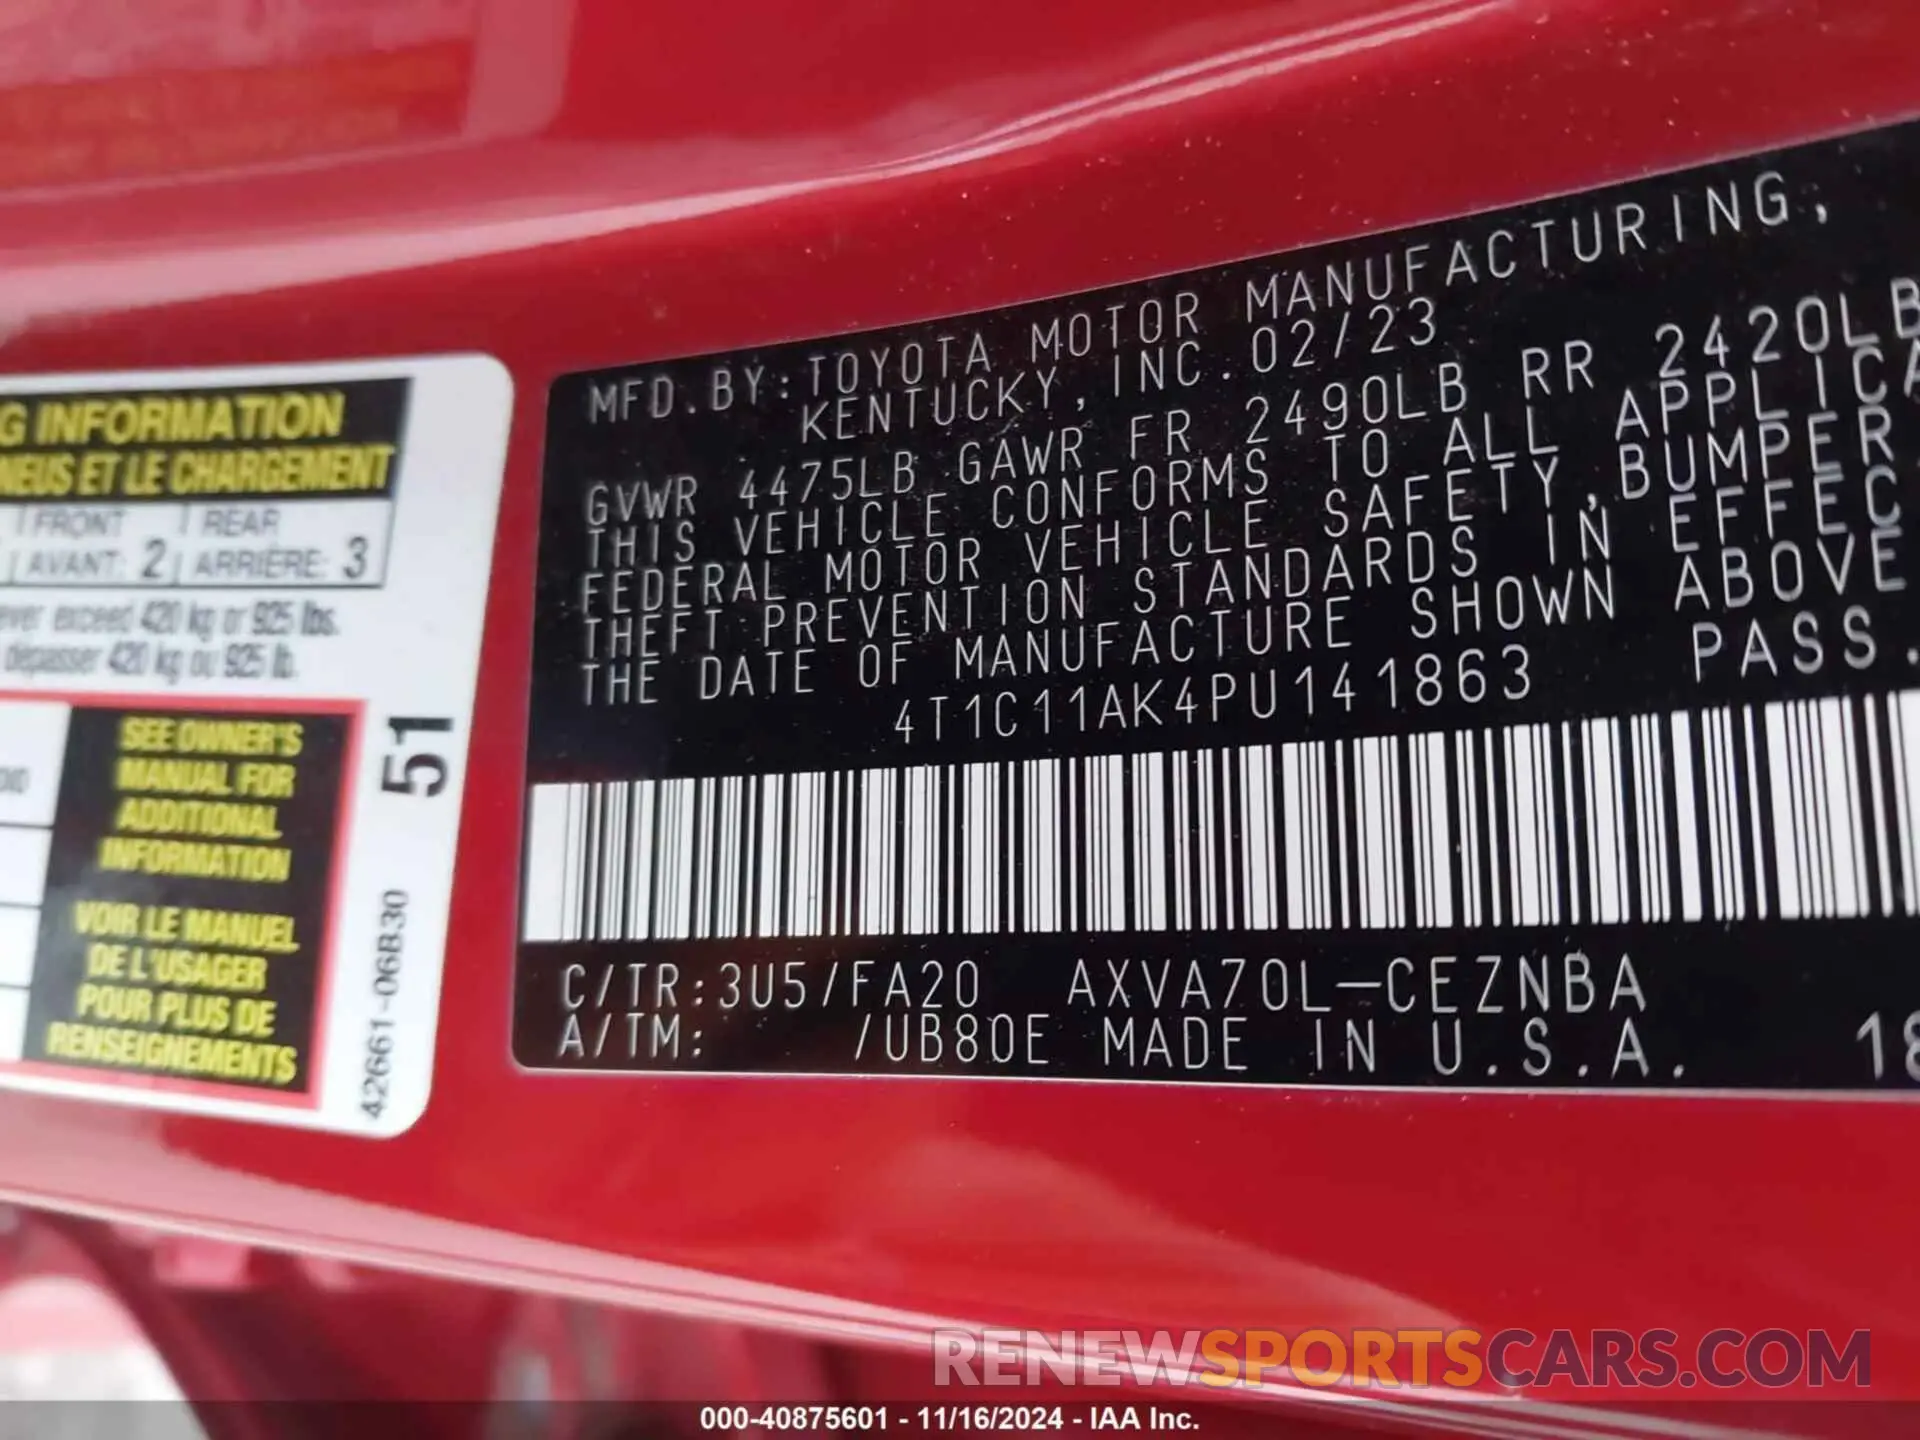 G INFORMATION
NEUS ET LE CHARGEMENT
FRONT REAR
AVANT: 2 ARRIÈRE: 3
ever exceed 420 kg or 925 lbs.
dépasser 420 kg ou 925 lb.
SEE OWNER'S
MANUAL FOR
ADDITIONAL
INFORMATION
VOIR LE MANUEL
DE L'USAGER
POUR PLUS DE
RENSEIGNEMENTS
51
42661-06B30
MFD. BY: TOYOTA MOTOR MANUFACTURING,
KENTUCKY, INC. 02/23
GVWR 4475LB GAWR FR 2490LB RR 2420LB
THIS VEHICLE CONFORMS TO ALL APPLICA
FEDERAL MOTOR VEHICLE SAFETY, BUMPER
THEFT PREVENTION STANDARDS IN EFFEC
THE DATE OF MANUFACTURE SHOWN ABOVE
4T1C11AK4PU141863 PASS.
C/TR:3U5/FA20 AXVA70L-CEZNBA
A/TM: /UB80E MADE IN U.S.A. 18
RENEWSPORTSCARS.COM
000-40875601 - 11/16/2024 - IAA Inc.